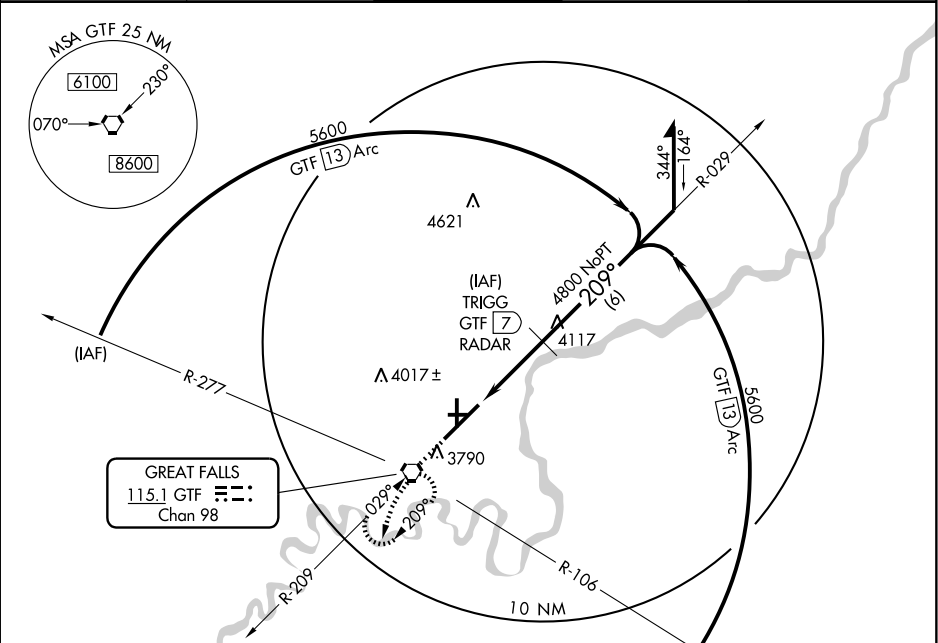 MSA GTF 25 NM
6100
230°
070°
8600
5600
GTF 13 Arc
344°
164°
R-029
4621
4800 NoPT
209°
(6)
(IAF)
TRIGG
GTF 7
RADAR
4117
(IAF)
R-277
4017±
5600
GTF 13 Arc
3790
GREAT FALLS
115.1 GTF
Chan 98
029°
209°
R-209
R-106
10 NM